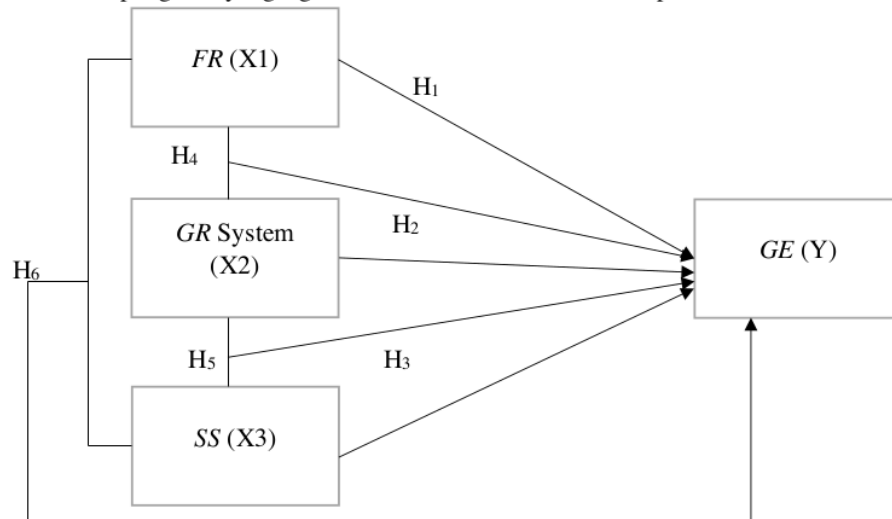 FR (X1)
H1
H4
GR System
(X2)
H2
GE (Y)
H6
H5
H3
SS (X3)